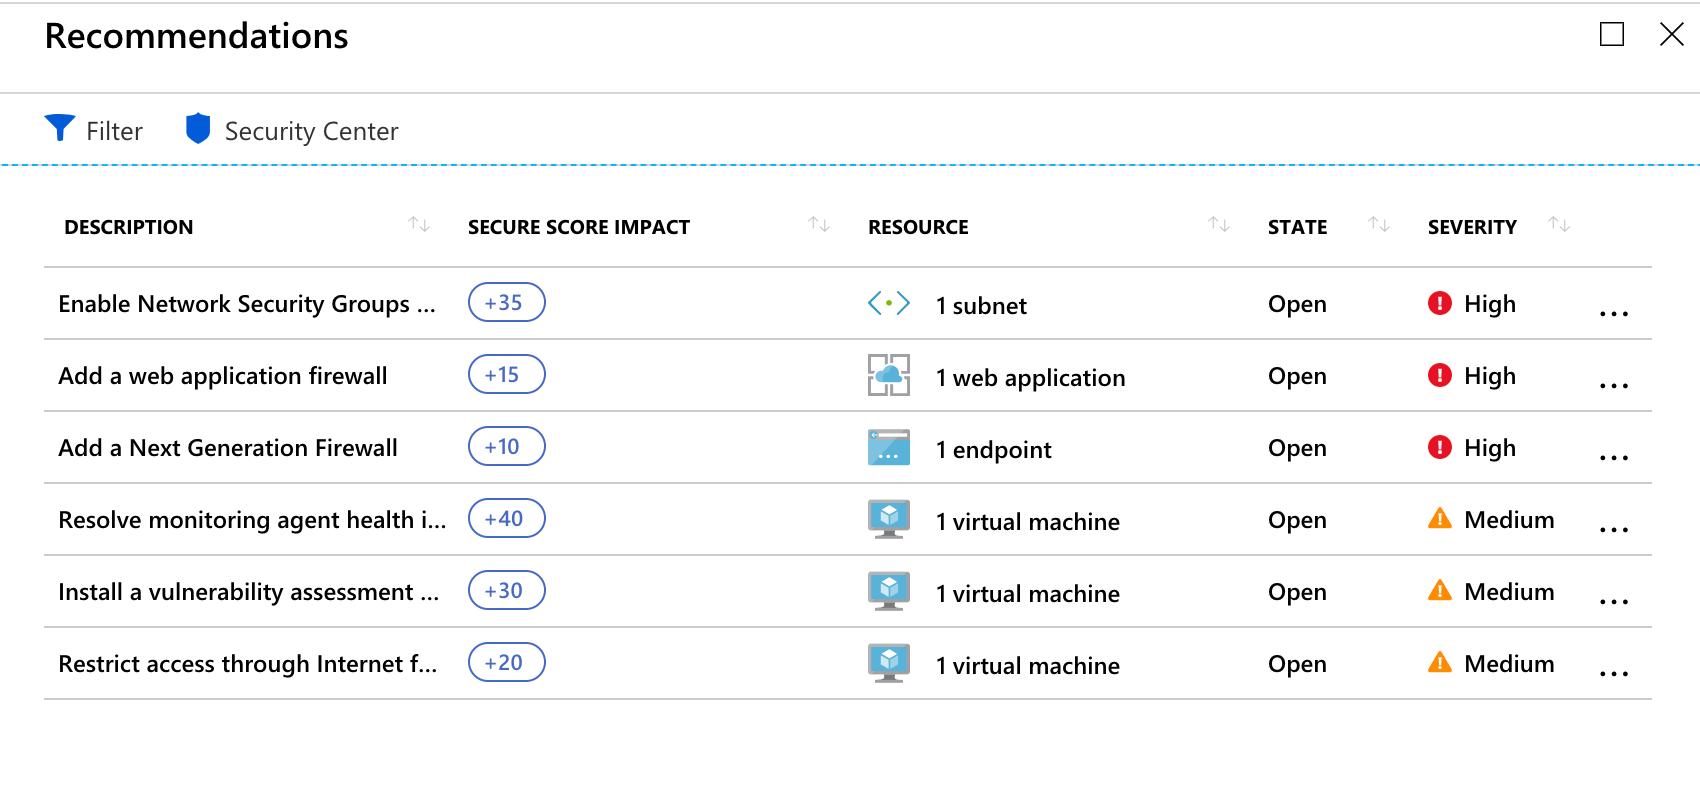 Recommendations
Filter Security Center
DESCRIPTION SECURE SCORE IMPACT RESOURCE STATE SEVERITY
Enable Network Security Groups ... +35 1 subnet Open High ...
Add a web application firewall +15 1 web application Open High ...
Add a Next Generation Firewall +10 1 endpoint Open High ...
Resolve monitoring agent health i... +40 1 virtual machine Open Medium ...
Install a vulnerability assessment ... +30 1 virtual machine Open Medium ...
Restrict access through Internet f... +20 1 virtual machine Open Medium ...